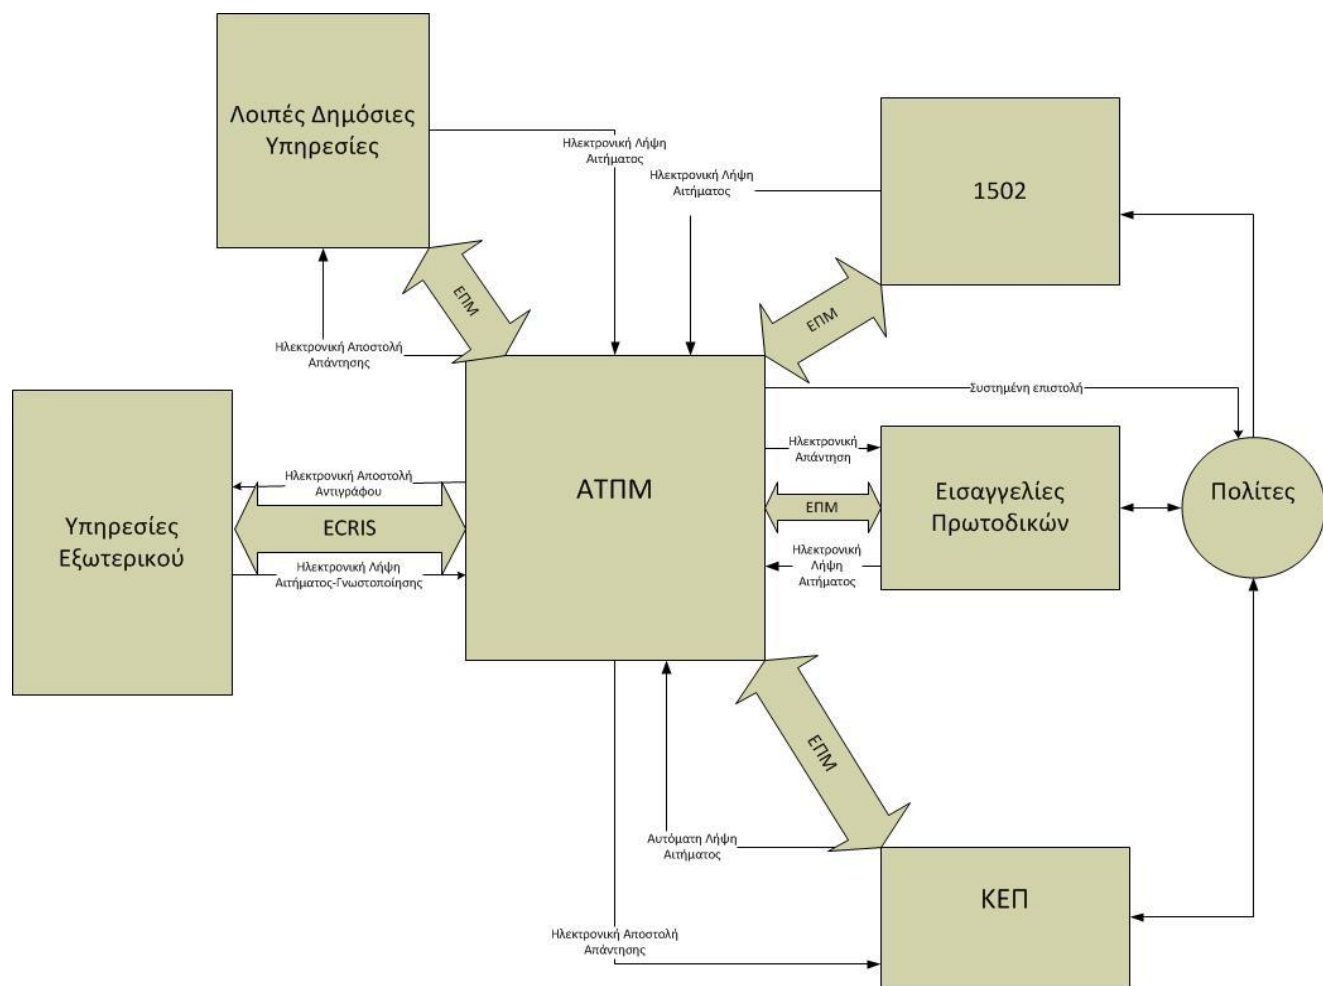 Λοιπές Δημόσιες
Υπηρεσίες
Ηλεκτρονική Λήψη
Αιτήματος
Ηλεκτρονική Λήψη
Αιτήματος
1502
ΕΠΜ
ΕΠΜ
Ηλεκτρονική Αποστολή
Απάντησης
Συστημένη επιστολή
Ηλεκτρονική
Απάντηση
Ηλεκτρονική Αποστολή
Αντιγράφου
ΑΤΠΜ
Εισαγγελίες
Πρωτοδικών
Πολίτες
ΕΠΜ
Υπηρεσίες
Εξωτερικού
ECRIS
Ηλεκτρονική Λήψη
Αιτήματος-Γνωστοποίησης
Ηλεκτρονική
Λήψη
Αιτήματος
ΕΠΜ
Αυτόματη Λήψη
Αιτήματος
ΚΕΠ
Ηλεκτρονική Αποστολή
Απάντησης